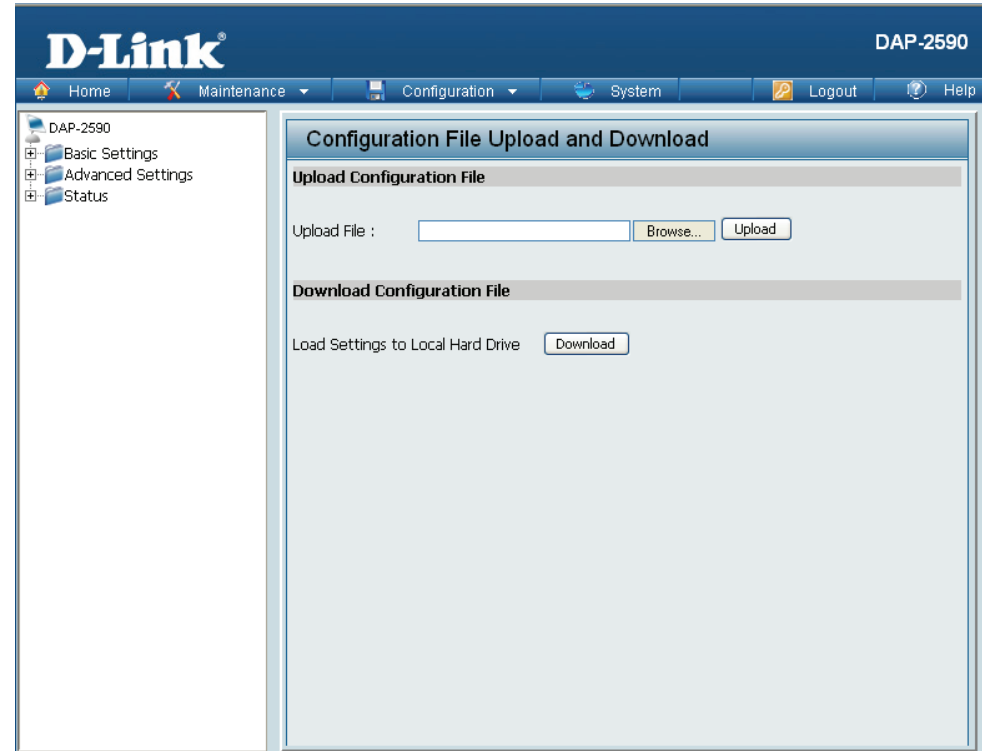 D-Link®
DAP-2590
Home Maintenance Configuration System Logout Help
DAP-2590
Basic Settings
Advanced Settings
Status
Configuration File Upload and Download
Upload Configuration File
Upload File : Browse... Upload
Download Configuration File
Load Settings to Local Hard Drive Download